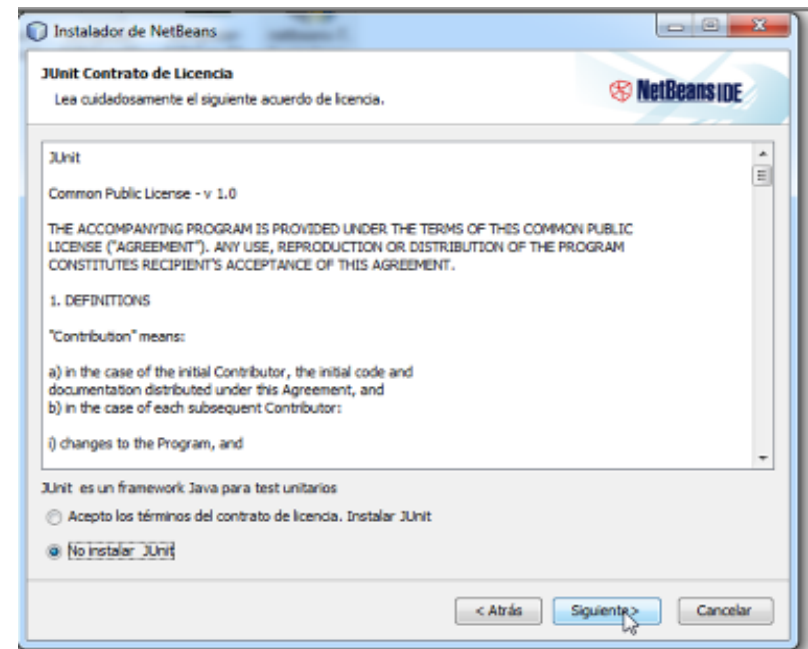 Instalador de NetBeans
JUnit Contrato de Licencia
Lea cuidadosamente el siguiente acuerdo de licencia.
NetBeans IDE
JUnit
Common Public License - v 1.0
THE ACCOMPANYING PROGRAM IS PROVIDED UNDER THE TERMS OF THIS COMMON PUBLIC
LICENSE ("AGREEMENT"). ANY USE, REPRODUCTION OR DISTRIBUTION OF THE PROGRAM
CONSTITUTES RECIPIENT'S ACCEPTANCE OF THIS AGREEMENT.
1. DEFINITIONS
"Contribution" means:
a) in the case of the initial Contributor, the initial code and
documentation distributed under this Agreement, and
b) in the case of each subsequent Contributor:
i) changes to the Program, and
JUnit es un framework Java para test unitarios
Acepto los términos del contrato de licencia. Instalar JUnit
No instalar JUnit
< Atrás Siguiente > Cancelar